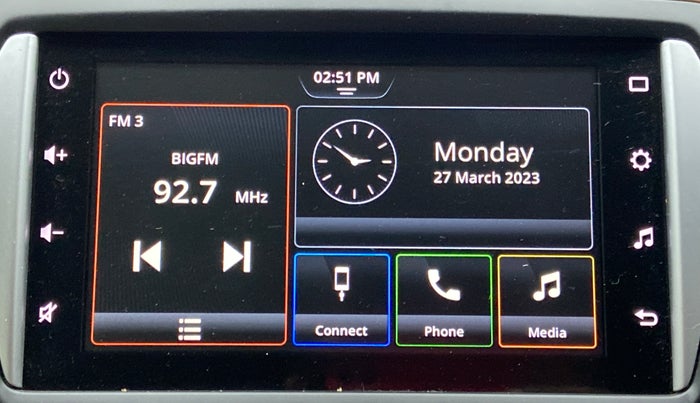 02:51 PM
FM 3
BIGFM
92.7 MHz
Monday
27 March 2023
Connect
Phone
Media